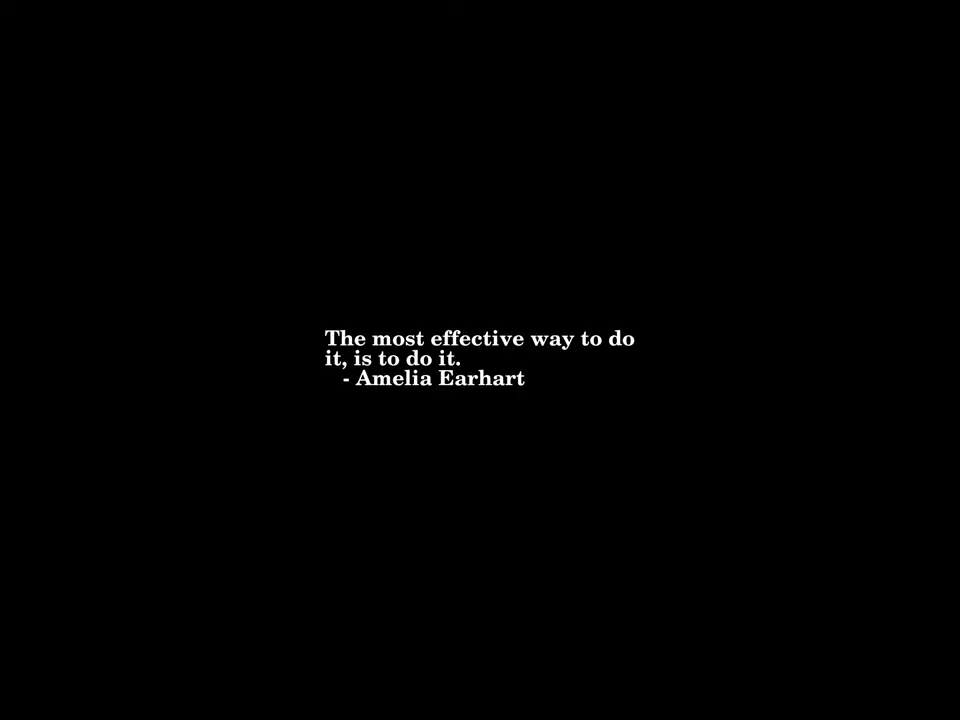 The most effective way to do
it, is to do it.
- Amelia Earhart